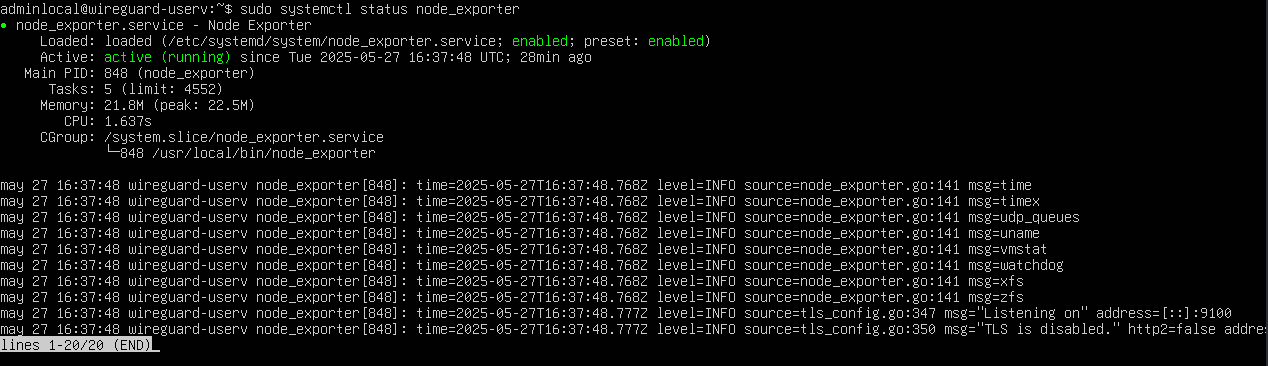 adminlocal@wireguard-userv:~$ sudo systemctl status node_exporter
● node_exporter.service - Node Exporter
     Loaded: loaded (/etc/systemd/system/node_exporter.service; enabled; preset: enabled)
     Active: active (running) since Tue 2025-05-27 16:37:48 UTC; 28min ago
   Main PID: 848 (node_exporter)
      Tasks: 5 (limit: 4552)
     Memory: 21.8M (peak: 22.5M)
        CPU: 1.637s
     CGroup: /system.slice/node_exporter.service
             └─848 /usr/local/bin/node_exporter

may 27 16:37:48 wireguard-userv node_exporter[848]: time=2025-05-27T16:37:48.768Z level=INFO source=node_exporter.go:141 msg=time
may 27 16:37:48 wireguard-userv node_exporter[848]: time=2025-05-27T16:37:48.768Z level=INFO source=node_exporter.go:141 msg=timex
may 27 16:37:48 wireguard-userv node_exporter[848]: time=2025-05-27T16:37:48.768Z level=INFO source=node_exporter.go:141 msg=udp_queues
may 27 16:37:48 wireguard-userv node_exporter[848]: time=2025-05-27T16:37:48.768Z level=INFO source=node_exporter.go:141 msg=uname
may 27 16:37:48 wireguard-userv node_exporter[848]: time=2025-05-27T16:37:48.768Z level=INFO source=node_exporter.go:141 msg=vmstat
may 27 16:37:48 wireguard-userv node_exporter[848]: time=2025-05-27T16:37:48.768Z level=INFO source=node_exporter.go:141 msg=watchdog
may 27 16:37:48 wireguard-userv node_exporter[848]: time=2025-05-27T16:37:48.768Z level=INFO source=node_exporter.go:141 msg=xfs
may 27 16:37:48 wireguard-userv node_exporter[848]: time=2025-05-27T16:37:48.768Z level=INFO source=node_exporter.go:141 msg=zfs
may 27 16:37:48 wireguard-userv node_exporter[848]: time=2025-05-27T16:37:48.777Z level=INFO source=tls_config.go:347 msg="Listening on" address=[::]:9100
may 27 16:37:48 wireguard-userv node_exporter[848]: time=2025-05-27T16:37:48.777Z level=INFO source=tls_config.go:350 msg="TLS is disabled." http2=false addre
lines 1-20/20 (END)